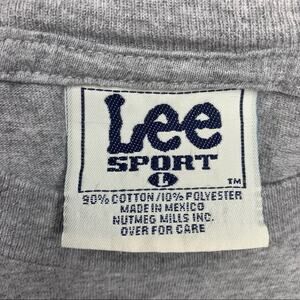 Lee
SPORT
L
TM
90% COTTON/10% POLYESTER
MADE IN MEXICO
NUTMEG MILLS INC.
OVER FOR CARE